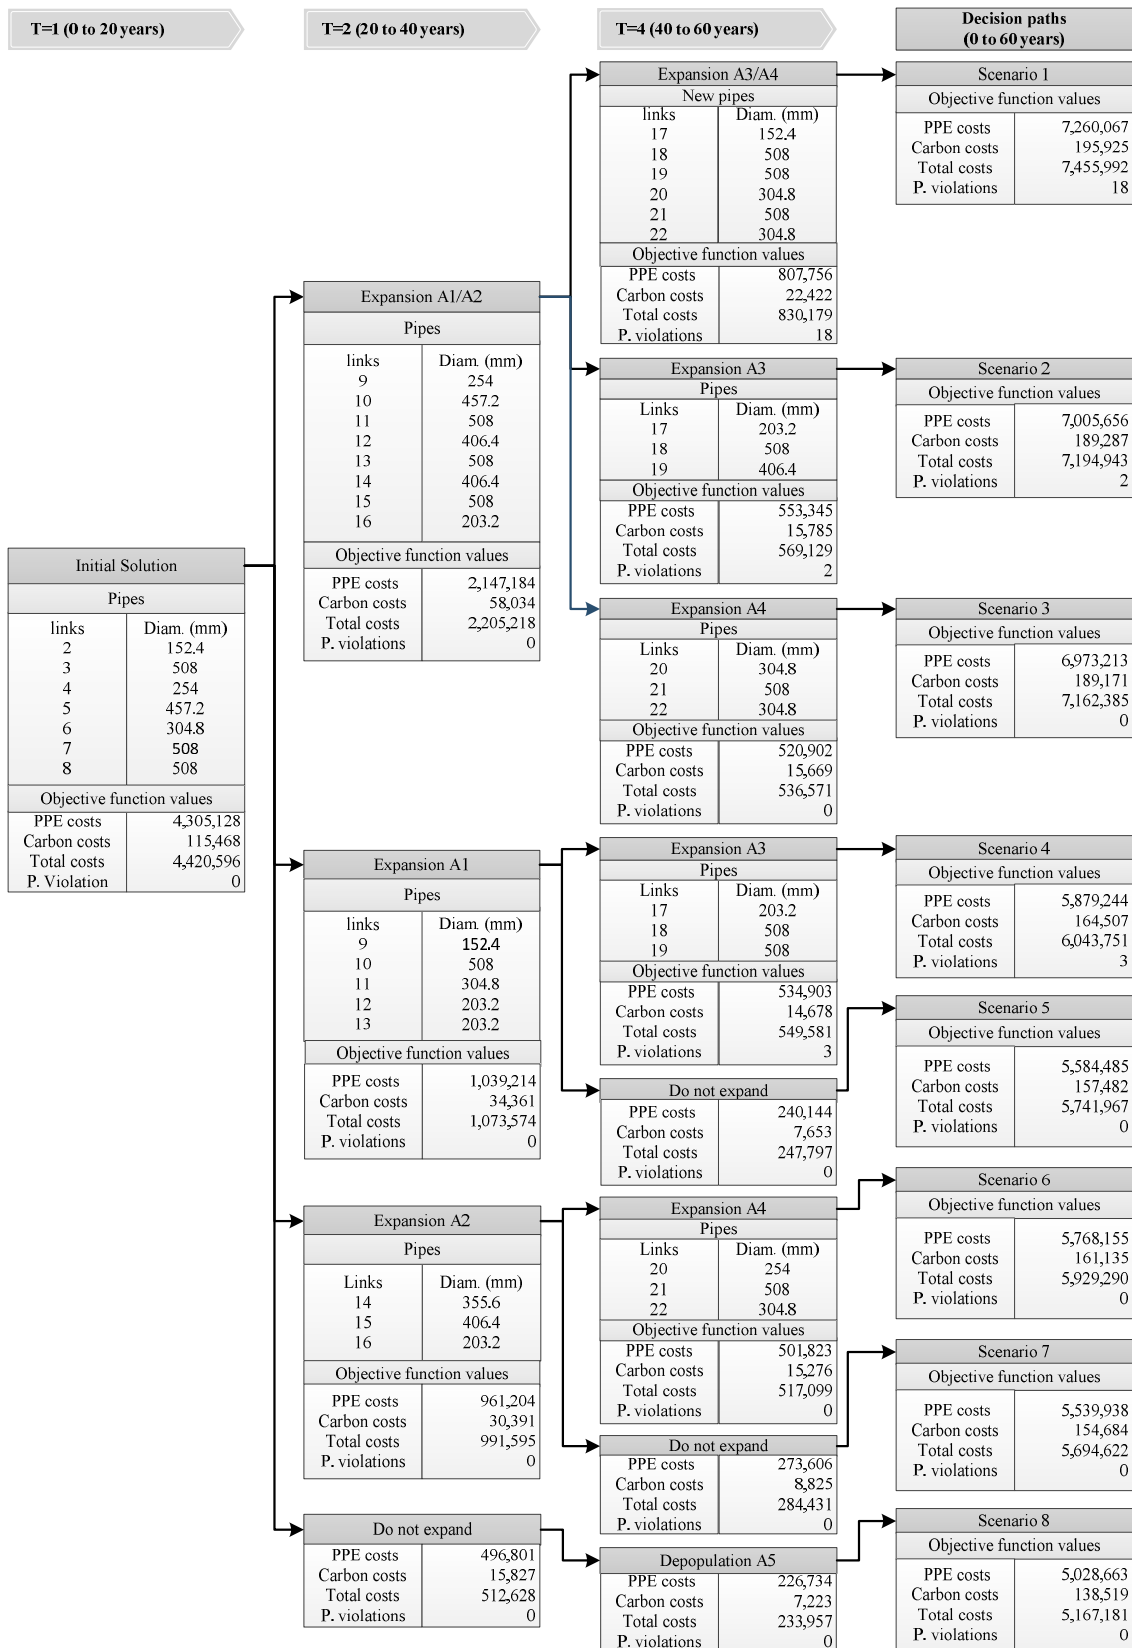 T=1 (0 to 20 years)
T=2 (20 to 40 years)
T=4 (40 to 60 years)
Decision paths
(0 to 60 years)
Initial Solution
Pipes
links Diam. (mm)
2 152.4
3 508
4 254
5 457.2
6 304.8
7 508
8 508
Objective function values
PPE costs 4,305,128
Carbon costs 115,468
Total costs 4,420,596
P. Violation 0
Expansion A1/A2
Pipes
links Diam. (mm)
9 254
10 457.2
11 508
12 406.4
13 508
14 406.4
15 508
16 203.2
Objective function values
PPE costs 2,147,184
Carbon costs 58,034
Total costs 2,205,218
P. violations 0
Expansion A1
Pipes
links Diam. (mm)
9 152.4
10 508
11 304.8
12 203.2
13 203.2
Objective function values
PPE costs 1,039,214
Carbon costs 34,361
Total costs 1,073,574
P. violations 0
Expansion A2
Pipes
Links Diam. (mm)
14 355.6
15 406.4
16 203.2
Objective function values
PPE costs 961,204
Carbon costs 30,391
Total costs 991,595
P. violations 0
Do not expand
PPE costs 496,801
Carbon costs 15,827
Total costs 512,628
P. violations 0
Expansion A3/A4
New pipes
links Diam. (mm)
17 152.4
18 508
19 508
20 304.8
21 508
22 304.8
Objective function values
PPE costs 807,756
Carbon costs 22,422
Total costs 830,179
P. violations 18
Expansion A3
Pipes
Links Diam. (mm)
17 203.2
18 508
19 406.4
Objective function values
PPE costs 553,345
Carbon costs 15,785
Total costs 569,129
P. violations 2
Expansion A4
Pipes
Links Diam. (mm)
20 304.8
21 508
22 304.8
Objective function values
PPE costs 520,902
Carbon costs 15,669
Total costs 536,571
P. violations 0
Expansion A3
Pipes
Links Diam. (mm)
17 203.2
18 508
19 508
Objective function values
PPE costs 534,903
Carbon costs 14,678
Total costs 549,581
P. violations 3
Do not expand
PPE costs 240,144
Carbon costs 7,653
Total costs 247,797
P. violations 0
Expansion A4
Pipes
Links Diam. (mm)
20 254
21 508
22 304.8
Objective function values
PPE costs 501,823
Carbon costs 15,276
Total costs 517,099
P. violations 0
Do not expand
PPE costs 273,606
Carbon costs 8,825
Total costs 284,431
P. violations 0
Depopulation A5
PPE costs 226,734
Carbon costs 7,223
Total costs 233,957
P. violations 0
Scenario 1
Objective function values
PPE costs 7,260,067
Carbon costs 195,925
Total costs 7,455,992
P. violations 18
Scenario 2
Objective function values
PPE costs 7,005,656
Carbon costs 189,287
Total costs 7,194,943
P. violations 2
Scenario 3
Objective function values
PPE costs 6,973,213
Carbon costs 189,171
Total costs 7,162,385
P. violations 0
Scenario 4
Objective function values
PPE costs 5,879,244
Carbon costs 164,507
Total costs 6,043,751
P. violations 3
Scenario 5
Objective function values
PPE costs 5,584,485
Carbon costs 157,482
Total costs 5,741,967
P. violations 0
Scenario 6
Objective function values
PPE costs 5,768,155
Carbon costs 161,135
Total costs 5,929,290
P. violations 0
Scenario 7
Objective function values
PPE costs 5,539,938
Carbon costs 154,684
Total costs 5,694,622
P. violations 0
Scenario 8
Objective function values
PPE costs 5,028,663
Carbon costs 138,519
Total costs 5,167,181
P. violations 0